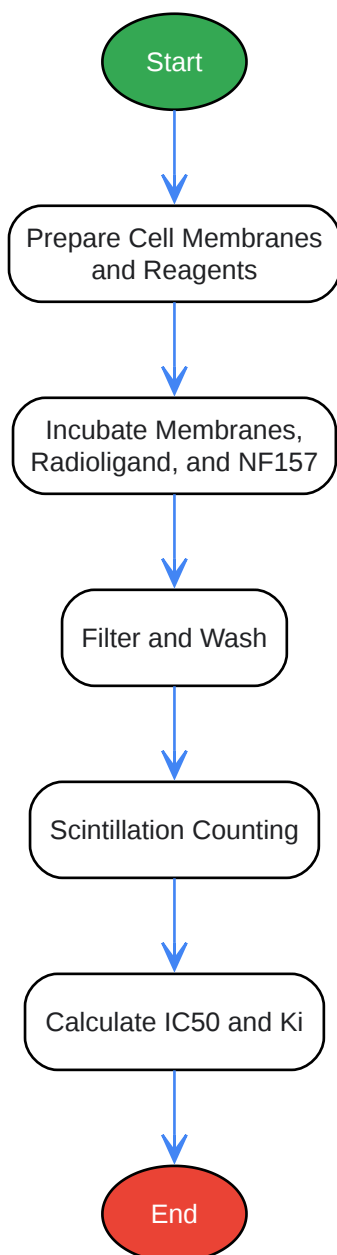 Start
Prepare Cell Membranes
and Reagents
Incubate Membranes,
Radioligand, and NF157
Filter and Wash
Scintillation Counting
Calculate IC50 and Ki
End